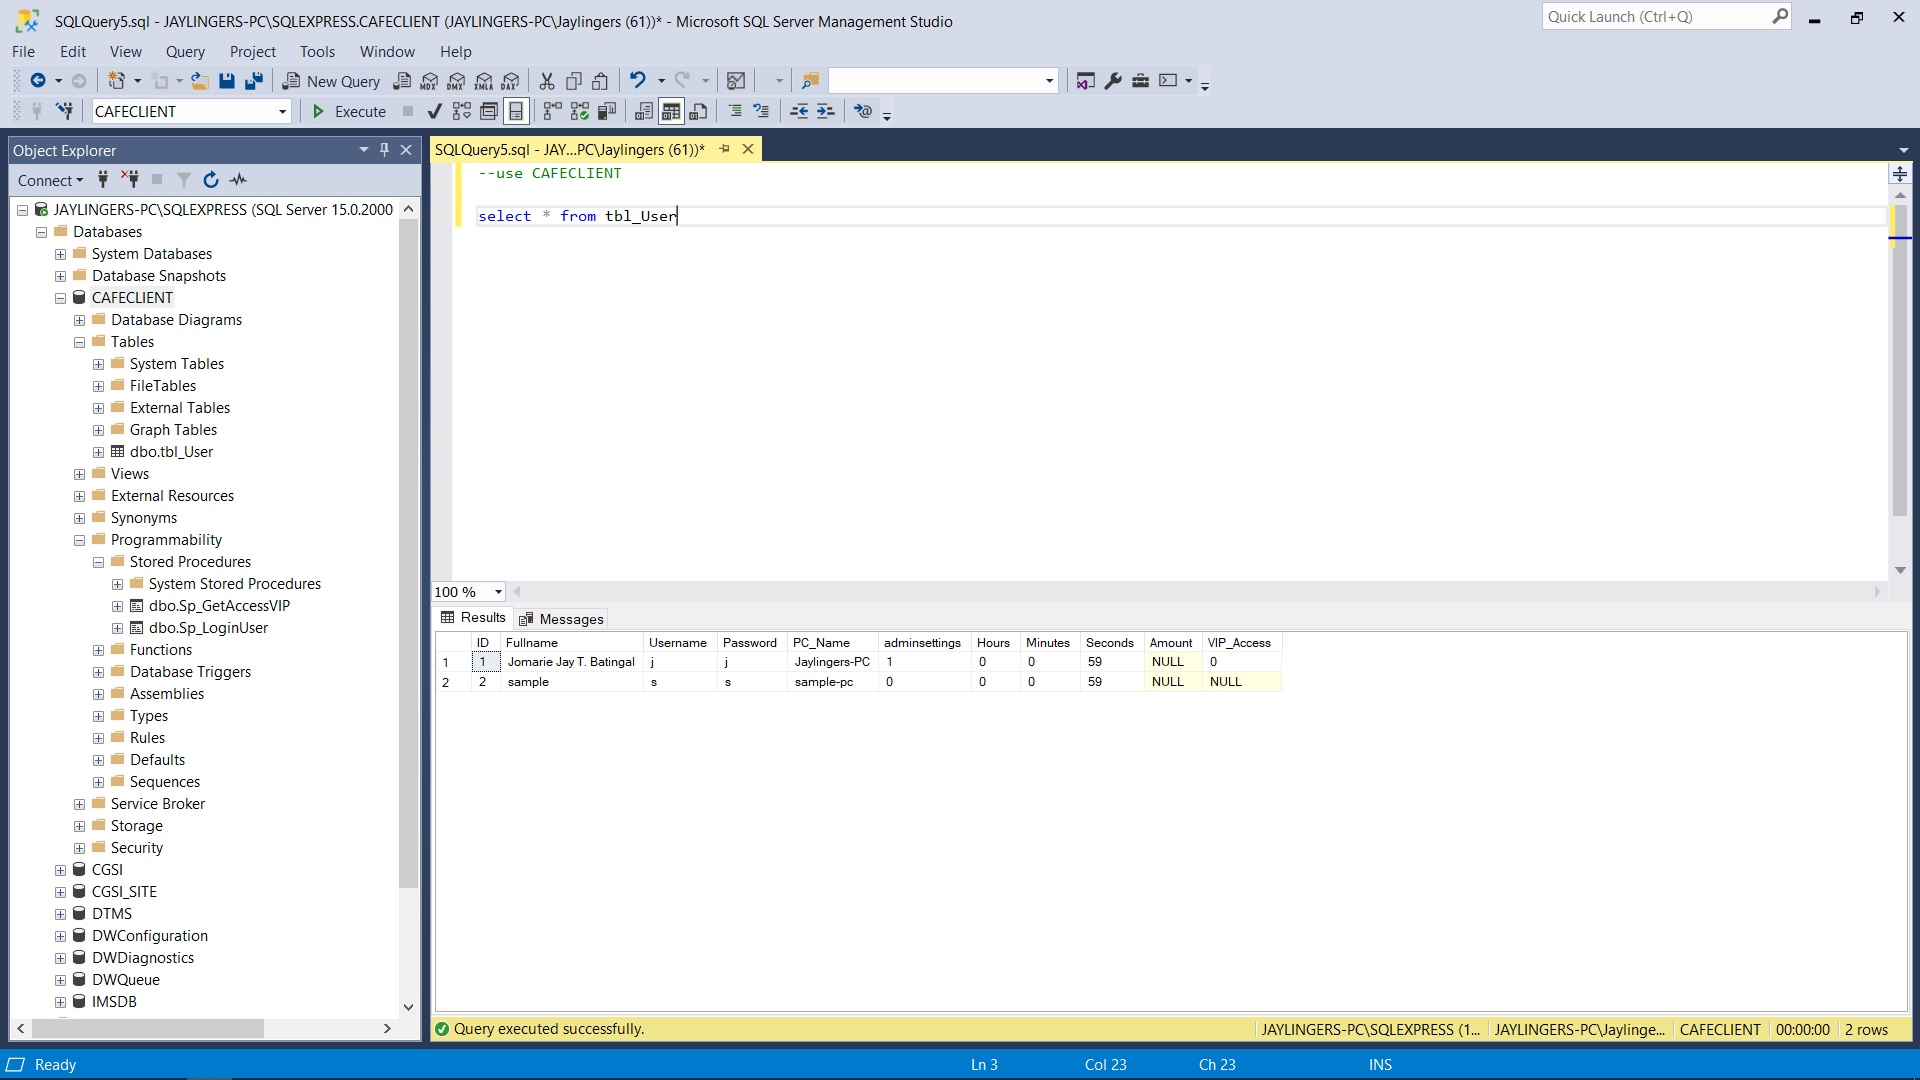 SQLQuery5.sql - JAYLINGERS-PC\SQLEXPRESS.CAFECLIENT (JAYLINGERS-PC\Jaylingers (61))* - Microsoft SQL Server Management Studio
Quick Launch (Ctrl+Q)
File Edit View Query Project Tools Window Help
New Query MDX DMX XMLA DAX
CAFECLIENT Execute
Object Explorer
SQLQuery5.sql - JAY...PC\Jaylingers (61))*
Connect
--use CAFECLIENT
select * from tbl_User
JAYLINGERS-PC\SQLEXPRESS (SQL Server 15.0.2000
Databases
System Databases
Database Snapshots
CAFECLIENT
Database Diagrams
Tables
System Tables
FileTables
External Tables
Graph Tables
dbo.tbl_User
Views
External Resources
Synonyms
Programmability
Stored Procedures
System Stored Procedures
dbo.Sp_GetAccessVIP
dbo.Sp_LoginUser
Functions
Database Triggers
Assemblies
Types
Rules
Defaults
Sequences
Service Broker
Storage
Security
CGSI
CGSI_SITE
DTMS
DWConfiguration
DWDiagnostics
DWQueue
IMSDB
100 %
Results Messages
ID Fullname Username Password PC_Name adminsettings Hours Minutes Seconds Amount VIP_Access
1 1 Jomarie Jay T. Batingal j j Jaylingers-PC 1 0 0 59 NULL 0
2 2 sample s s sample-pc 0 0 0 59 NULL NULL
Query executed successfully.
JAYLINGERS-PC\SQLEXPRESS (1... JAYLINGERS-PC\Jaylinge... CAFECLIENT 00:00:00 2 rows
Ready Ln 3 Col 23 Ch 23 INS